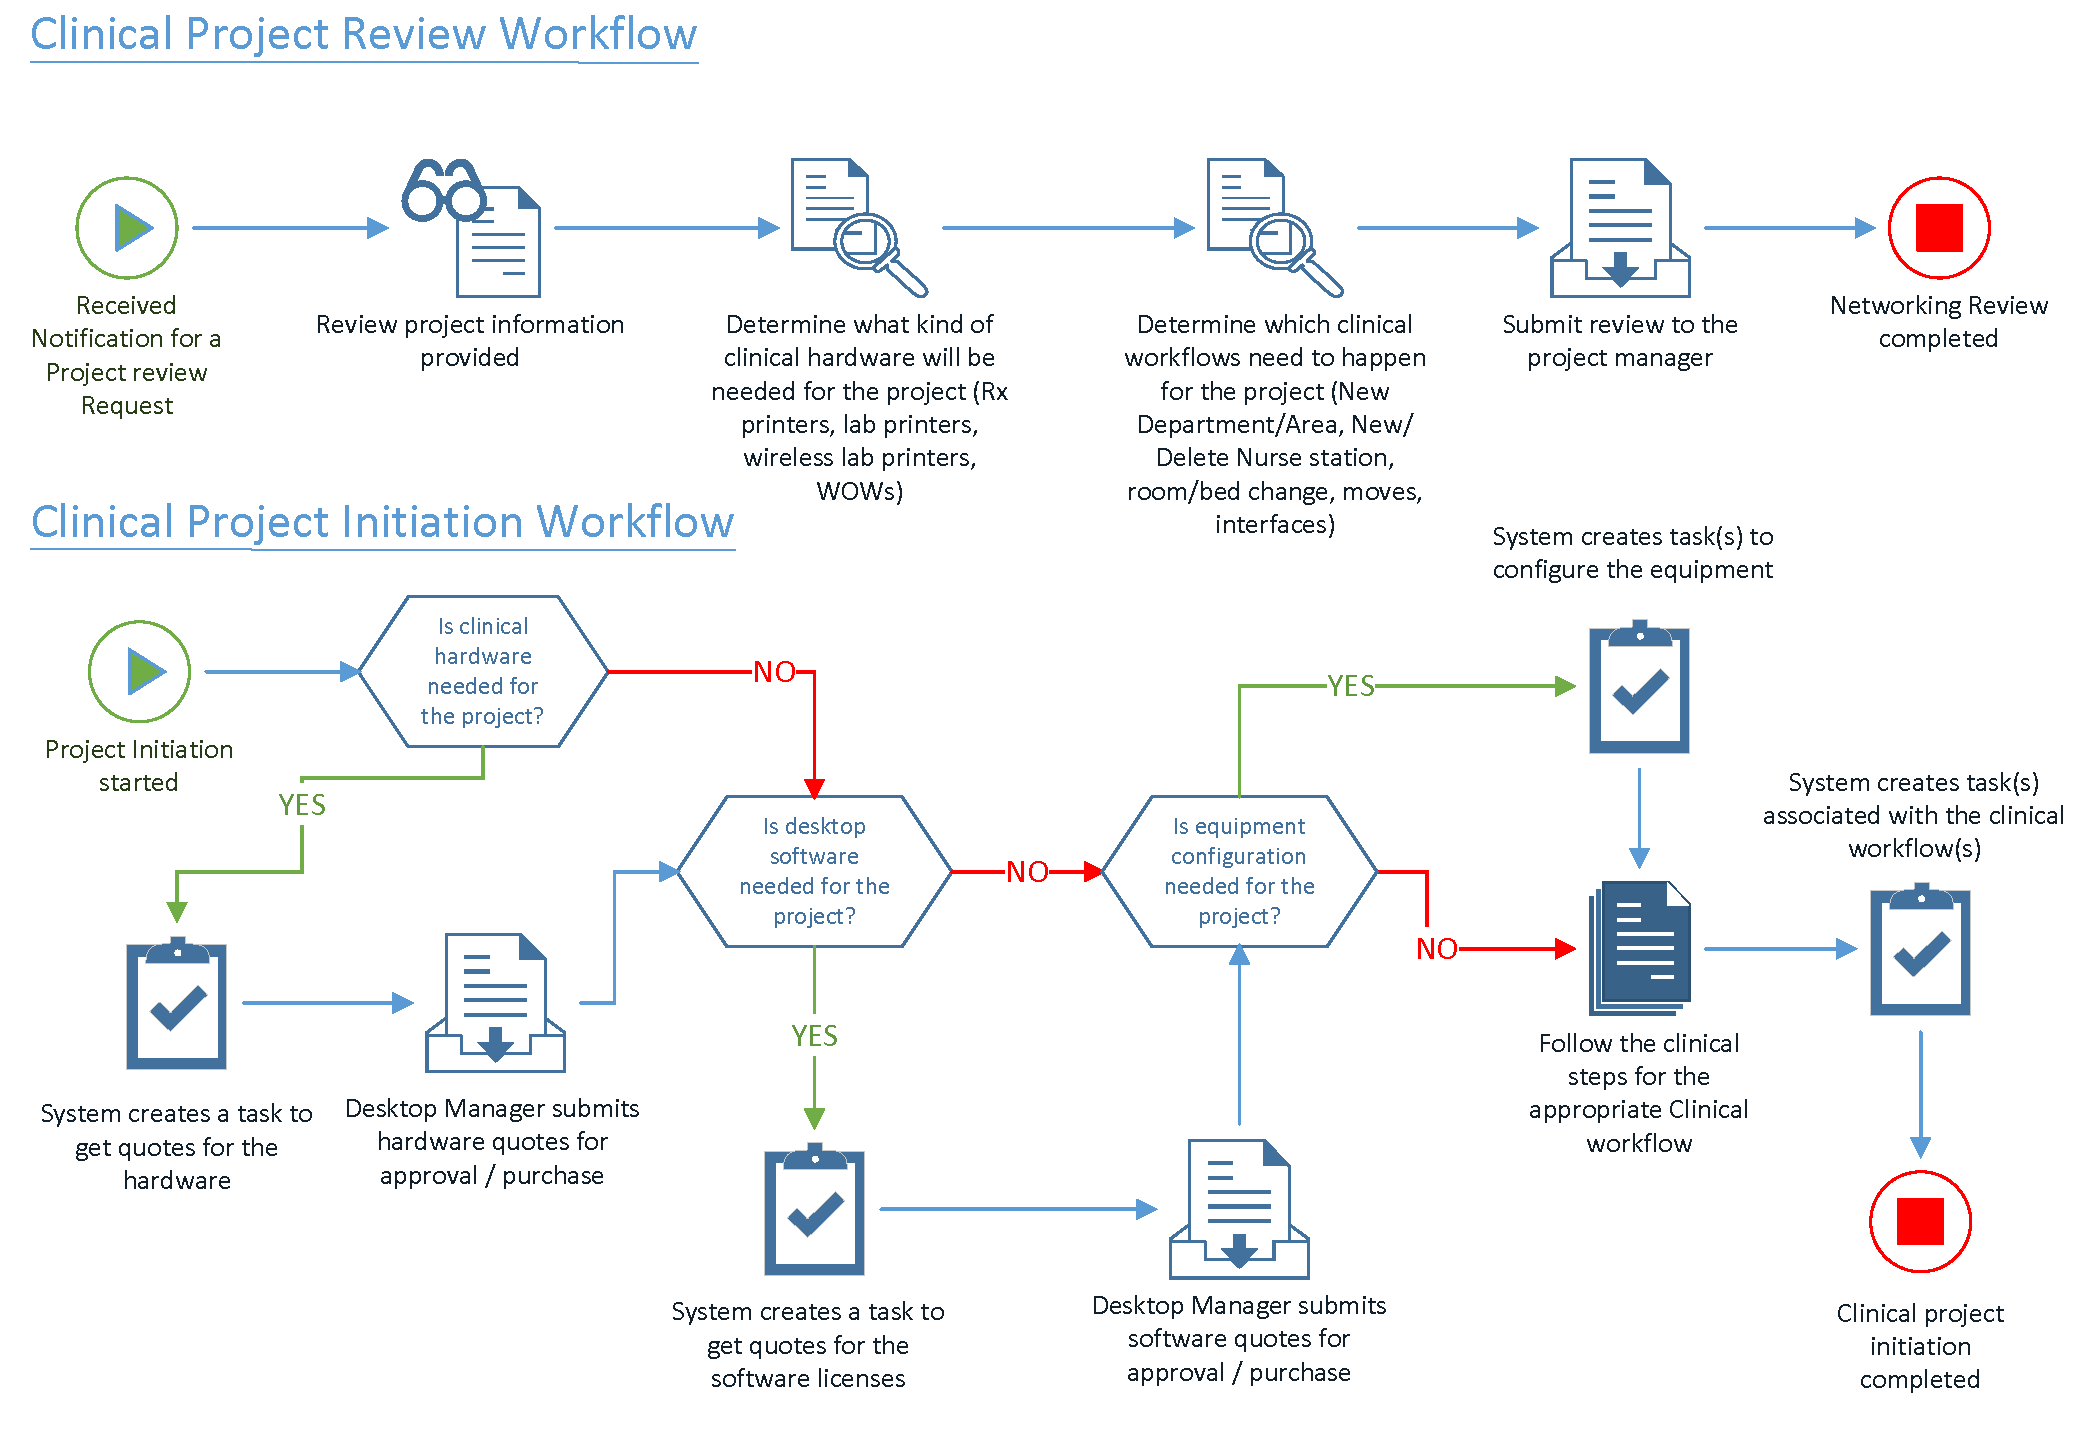 Clinical Project Review Workflow
Received
Notification for a
Project review
Request
Review project information
provided
Determine what kind of
clinical hardware will be
needed for the project (Rx
printers, lab printers,
wireless lab printers,
WOWs)
Determine which clinical
workflows need to happen
for the project (New
Department/Area, New/
Delete Nurse station,
room/bed change, moves,
interfaces)
Submit review to the
project manager
Networking Review
completed
Clinical Project Initiation Workflow
Project Initiation
started
Is clinical
hardware
needed for
the project?
NO
YES
System creates a task to
get quotes for the
hardware
Desktop Manager submits
hardware quotes for
approval / purchase
Is desktop
software
needed for the
project?
NO
YES
System creates a task to
get quotes for the
software licenses
Desktop Manager submits
software quotes for
approval / purchase
Is equipment
configuration
needed for the
project?
YES
NO
System creates task(s) to
configure the equipment
Follow the clinical
steps for the
appropriate Clinical
workflow
System creates task(s)
associated with the clinical
workflow(s)
Clinical project
initiation
completed